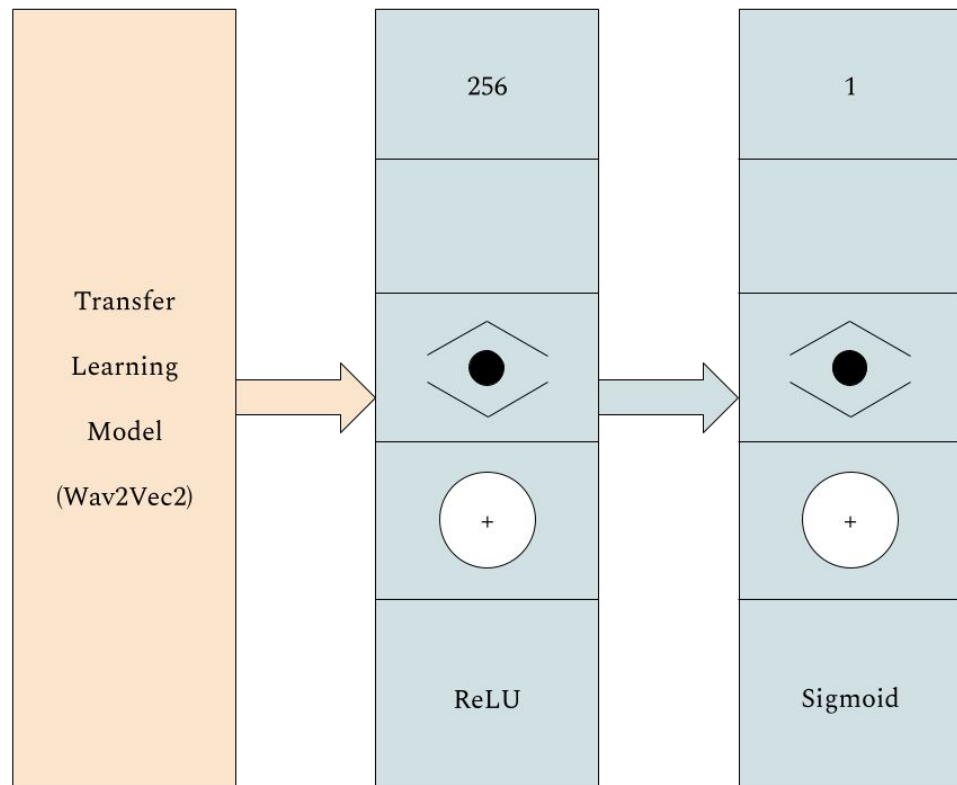 Transfer
Learning
Model
(Wav2Vec2)
256
+
ReLU
1
+
Sigmoid